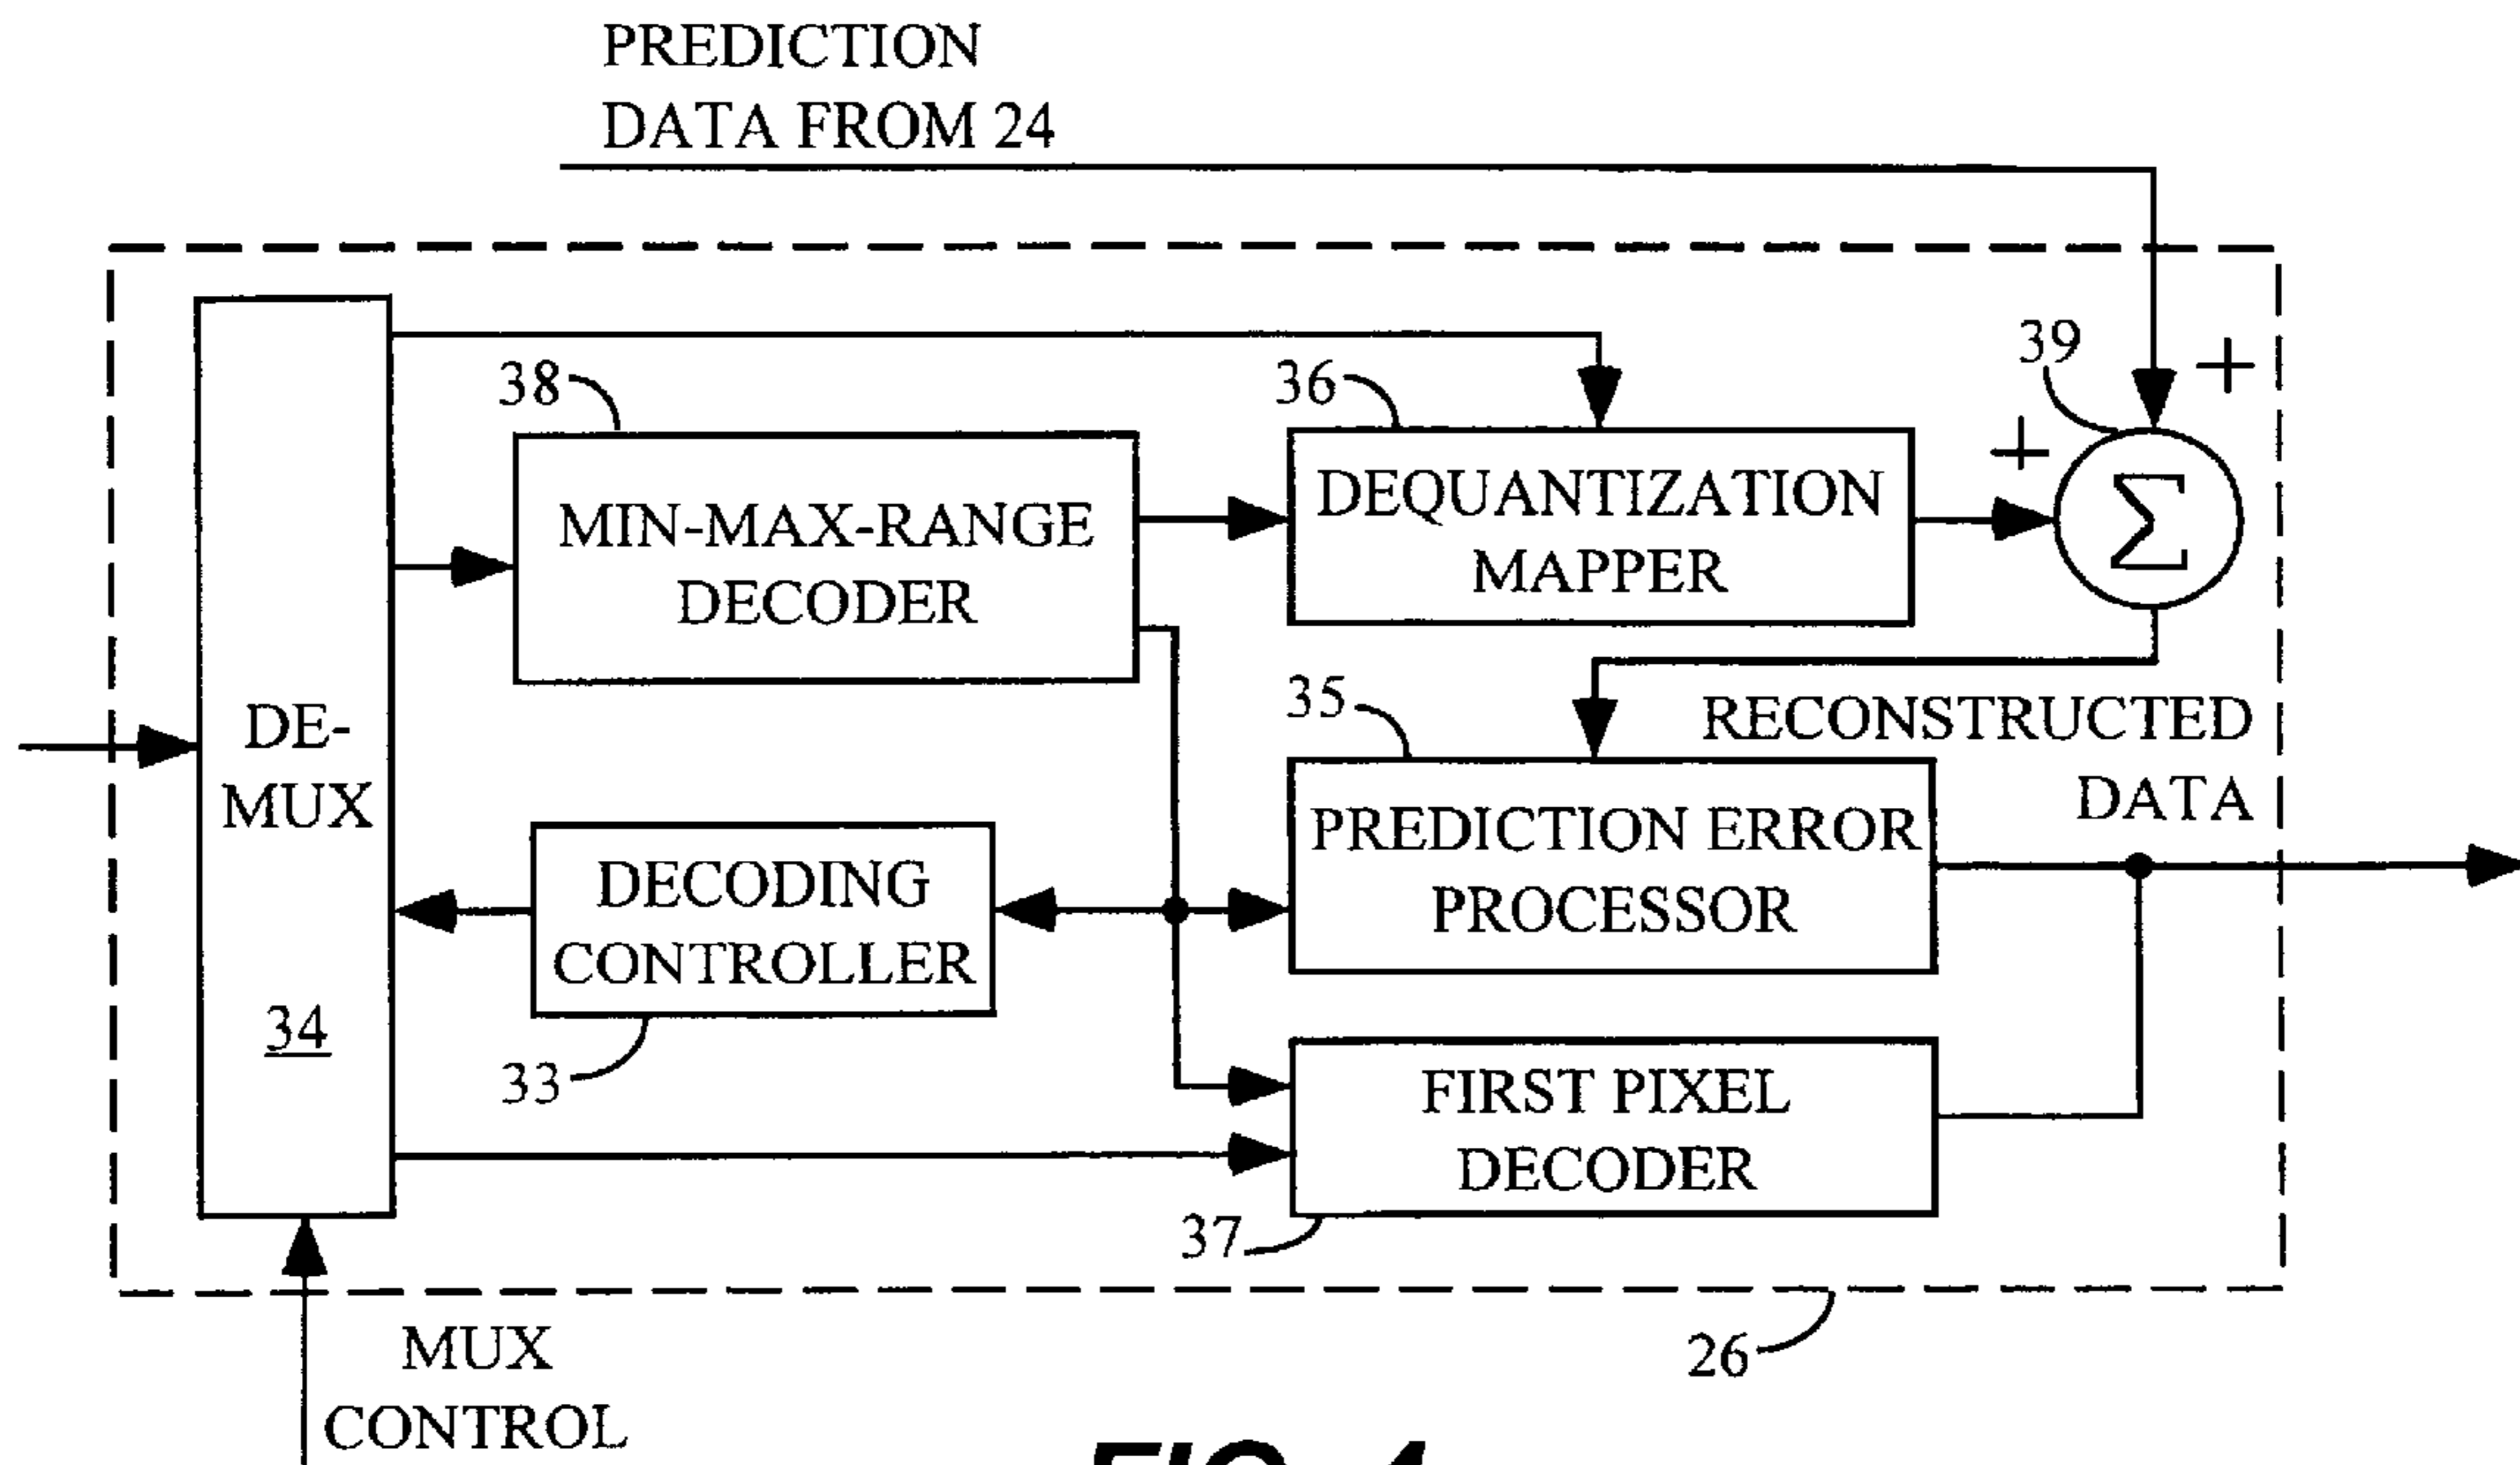 PREDICTION
DATA FROM 24
38
36
39
+
+
MIN-MAX-RANGE
DECODER
DEQUANTIZATION
MAPPER
Σ
DE-
MUX
34
35
RECONSTRUCTED
DATA
DECODING
CONTROLLER
33
PREDICTION ERROR
PROCESSOR
FIRST PIXEL
DECODER
37
26
MUX
CONTROL